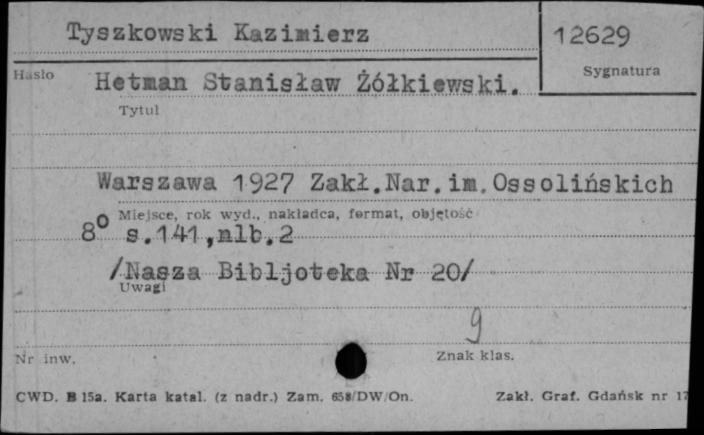 Tyszkowski Kazimierz
12629
Hasło
Sygnatura
Hetman Stanisław Żółkiewski.
Tytuł
Warszawa 1927 Zakł.Nar.im.Ossolińskich
Miejsce, rok wyd., nakładca, format, objętość
8° s.141,nlb.2
/Nasza Bibljoteka Nr 20/
Uwagi
9
Nr inw.
Znak klas.
CWD. B 15a. Karta katal. (z nadr.) Zam. 658/DW/On.
Zakł. Graf. Gdańsk nr 17